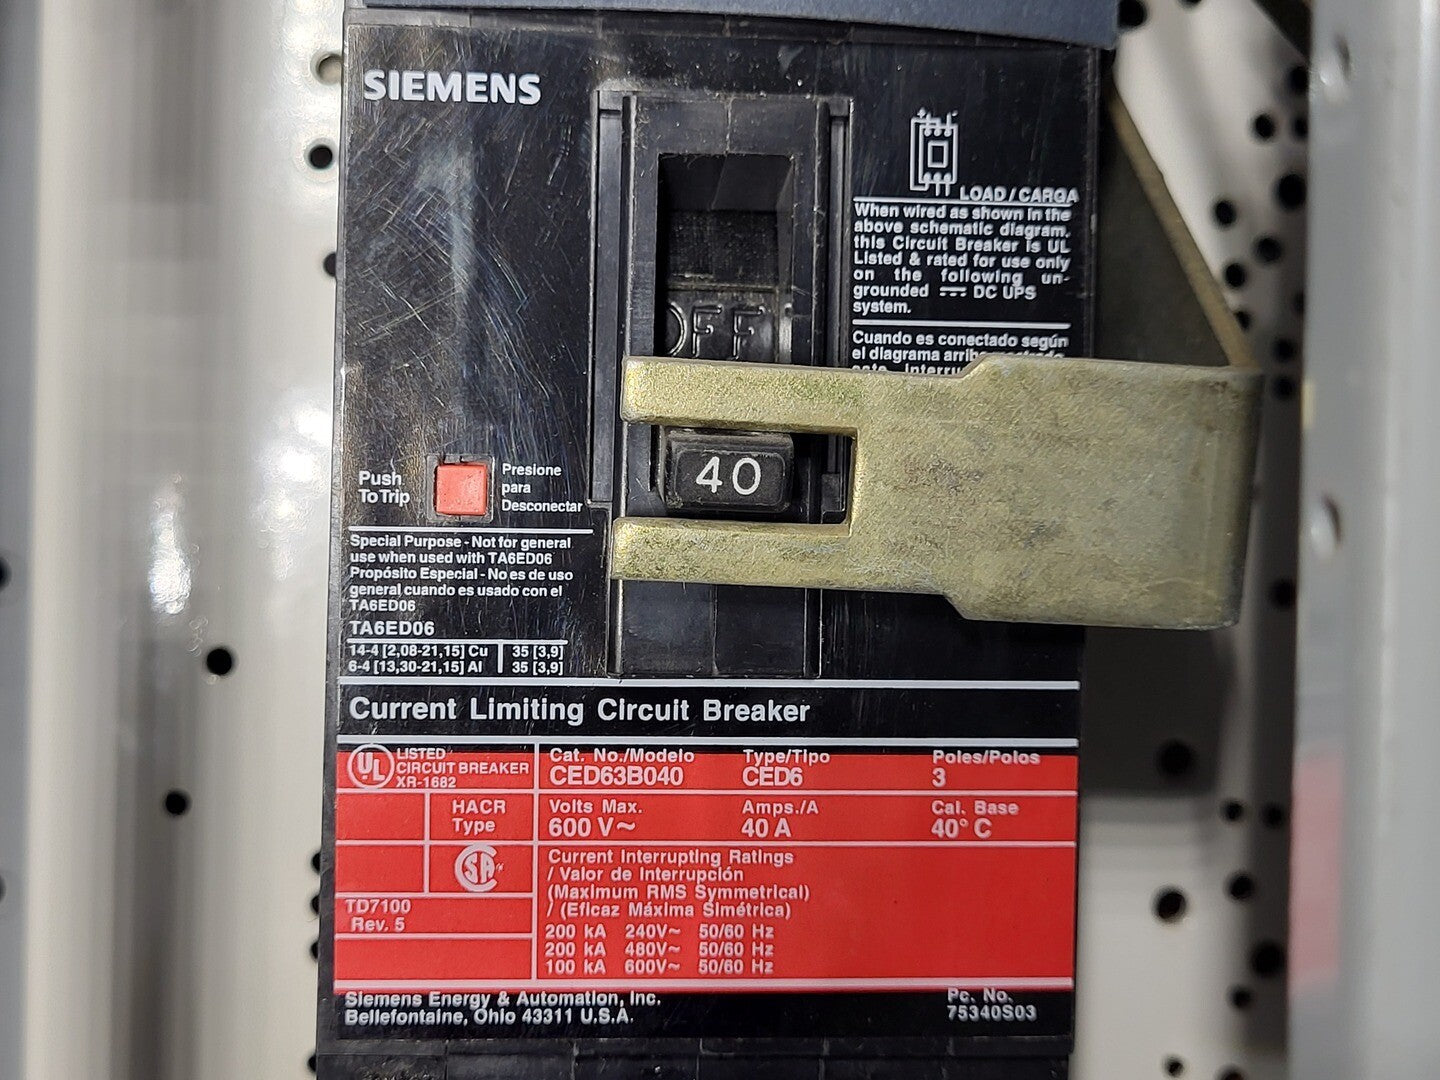 SIEMENS
LOAD / CARGA
When wired as shown in the
above schematic diagram,
this Circuit Breaker is UL
Listed & rated for use only
on the following un-
grounded ⎓ DC UPS
system.
Cuando es conectado según
el diagrama
OFF
40
Push
To Trip
Presione
para
Desconectar
Special Purpose - Not for general
use when used with TA6ED06
Propósito Especial - No es de uso
general cuando es usado con el
TA6ED06
TA6ED06
14-4 [2,08-21,15] Cu 35 [3,9]
6-4 [13,30-21,15] Al 35 [3,9]
Current Limiting Circuit Breaker
UL LISTED
CIRCUIT BREAKER
XR-1682
Cat. No./Modelo Type/Tipo Poles/Polos
CED63B040 CED6 3
HACR
Type
Volts Max. Amps./A Cal. Base
600 V~ 40 A 40° C
SA
Current Interrupting Ratings
/ Valor de Interrupción
(Maximum RMS Symmetrical)
/ (Eficaz Máxima Simétrica)
200 kA 240V~ 50/60 Hz
200 kA 480V~ 50/60 Hz
100 kA 600V~ 50/60 Hz
TD7100
Rev. 5
Siemens Energy & Automation, Inc.
Bellefontaine, Ohio 43311 U.S.A.
Pc. No.
75340S03